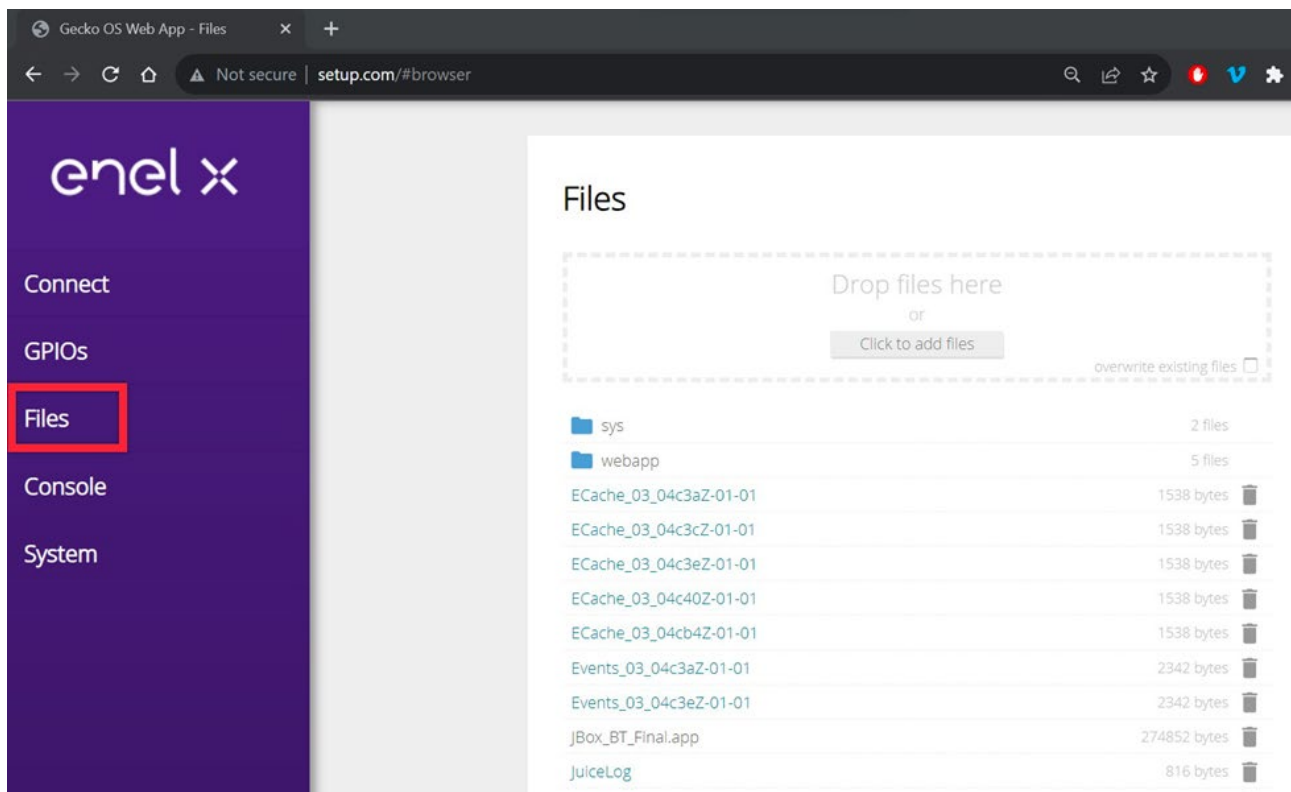 Gecko OS Web App - Files
Not secure | setup.com/#browser
enel x
Connect
GPIOs
Files
Console
System
Files
Drop files here
or
Click to add files
overwrite existing files
sys 2 files
webapp 5 files
ECache_03_04c3aZ-01-01 1538 bytes
ECache_03_04c3cZ-01-01 1538 bytes
ECache_03_04c3eZ-01-01 1538 bytes
ECache_03_04c40Z-01-01 1538 bytes
ECache_03_04cb4Z-01-01 1538 bytes
Events_03_04c3aZ-01-01 2342 bytes
Events_03_04c3eZ-01-01 2342 bytes
JBox_BT_Final.app 274852 bytes
JuiceLog 816 bytes